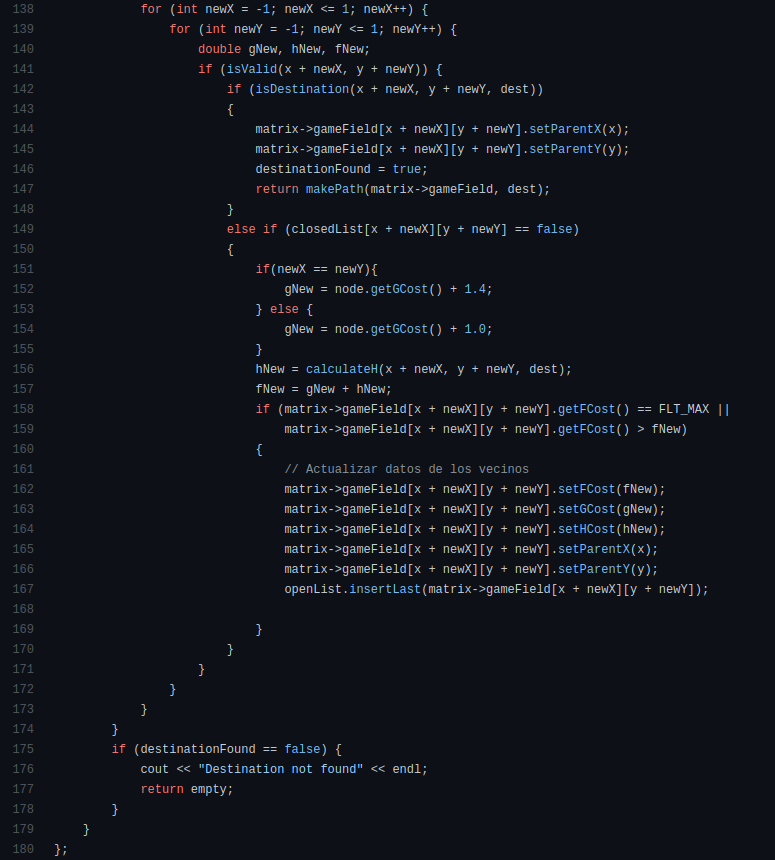 138 for (int newX = -1; newX <= 1; newX++) {
139 for (int newY = -1; newY <= 1; newY++) {
140 double gNew, hNew, fNew;
141 if (isValid(x + newX, y + newY)) {
142 if (isDestination(x + newX, y + newY, dest))
143 {
144 matrix->gameField[x + newX][y + newY].setParentX(x);
145 matrix->gameField[x + newX][y + newY].setParentY(y);
146 destinationFound = true;
147 return makePath(matrix->gameField, dest);
148 }
149 else if (closedList[x + newX][y + newY] == false)
150 {
151 if(newX == newY){
152 gNew = node.getGCost() + 1.4;
153 } else {
154 gNew = node.getGCost() + 1.0;
155 }
156 hNew = calculateH(x + newX, y + newY, dest);
157 fNew = gNew + hNew;
158 if (matrix->gameField[x + newX][y + newY].getFCost() == FLT_MAX ||
159 matrix->gameField[x + newX][y + newY].getFCost() > fNew)
160 {
161 // Actualizar datos de los vecinos
162 matrix->gameField[x + newX][y + newY].setFCost(fNew);
163 matrix->gameField[x + newX][y + newY].setGCost(gNew);
164 matrix->gameField[x + newX][y + newY].setHCost(hNew);
165 matrix->gameField[x + newX][y + newY].setParentX(x);
166 matrix->gameField[x + newX][y + newY].setParentY(y);
167 openList.insertLast(matrix->gameField[x + newX][y + newY]);
168
169 }
170 }
171 }
172 }
173 }
174 }
175 if (destinationFound == false) {
176 cout << "Destination not found" << endl;
177 return empty;
178 }
179 }
180 };